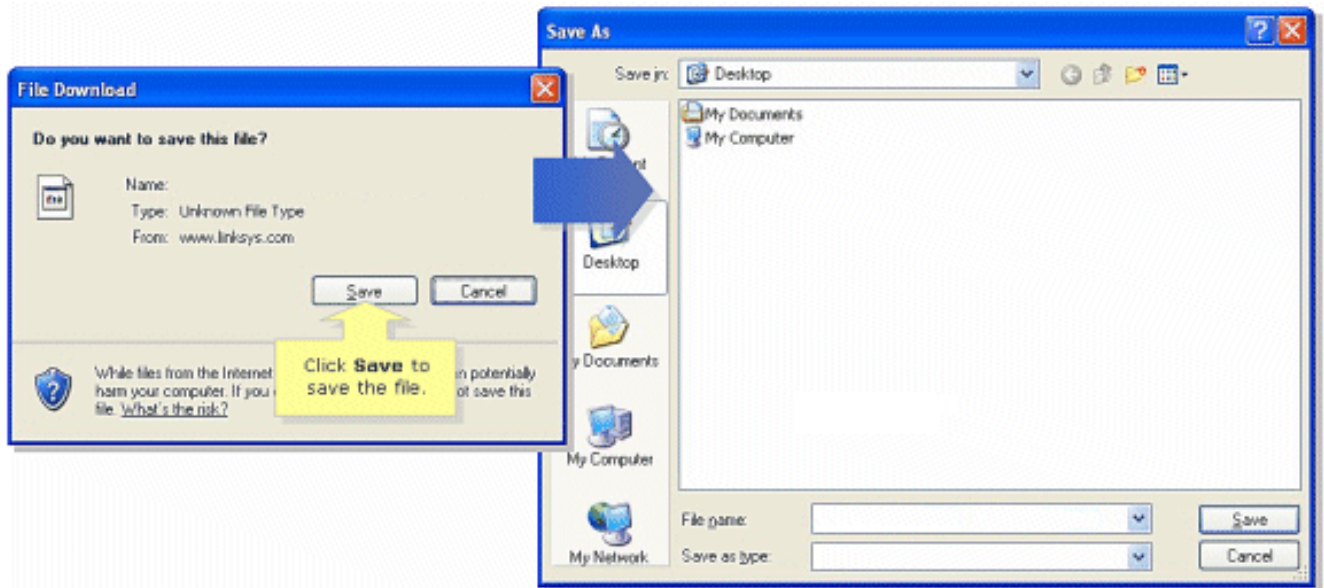 File Download
Do you want to save this file?
Name:
Type: Unknown File Type
From: www.linksys.com
Save
Cancel
Click Save to
save the file.
While files from the Internet
n potentially
harm your computer. If you
ot save this
file. What's the risk?
Save As
Save in:
Desktop
My Documents
My Computer
Desktop
y Documents
My Computer
My Network
File name:
Save
Save as type:
Cancel